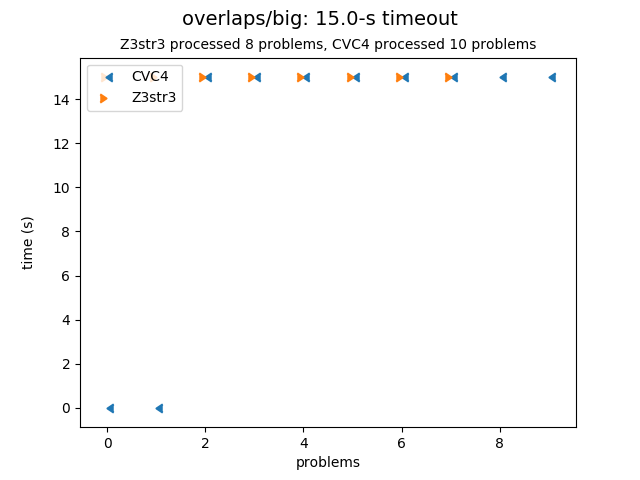 overlaps/big: 15.0-s timeout
Z3str3 processed 8 problems, CVC4 processed 10 problems
CVC4
Z3str3
14
12
10
8
6
4
2
0
time (s)
0 2 4 6 8
problems